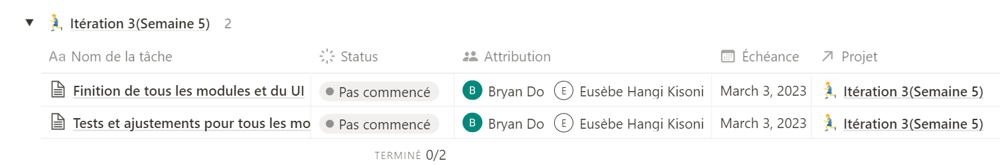 Itération 3(Semaine 5) 2
Aa Nom de la tâche Status Attribution Échéance Projet
Finition de tous les modules et du UI Pas commencé B Bryan Do E Eusèbe Hangi Kisoni March 3, 2023 Itération 3(Semaine 5)
Tests et ajustements pour tous les mo Pas commencé B Bryan Do E Eusèbe Hangi Kisoni March 3, 2023 Itération 3(Semaine 5)
TERMINÉ 0/2